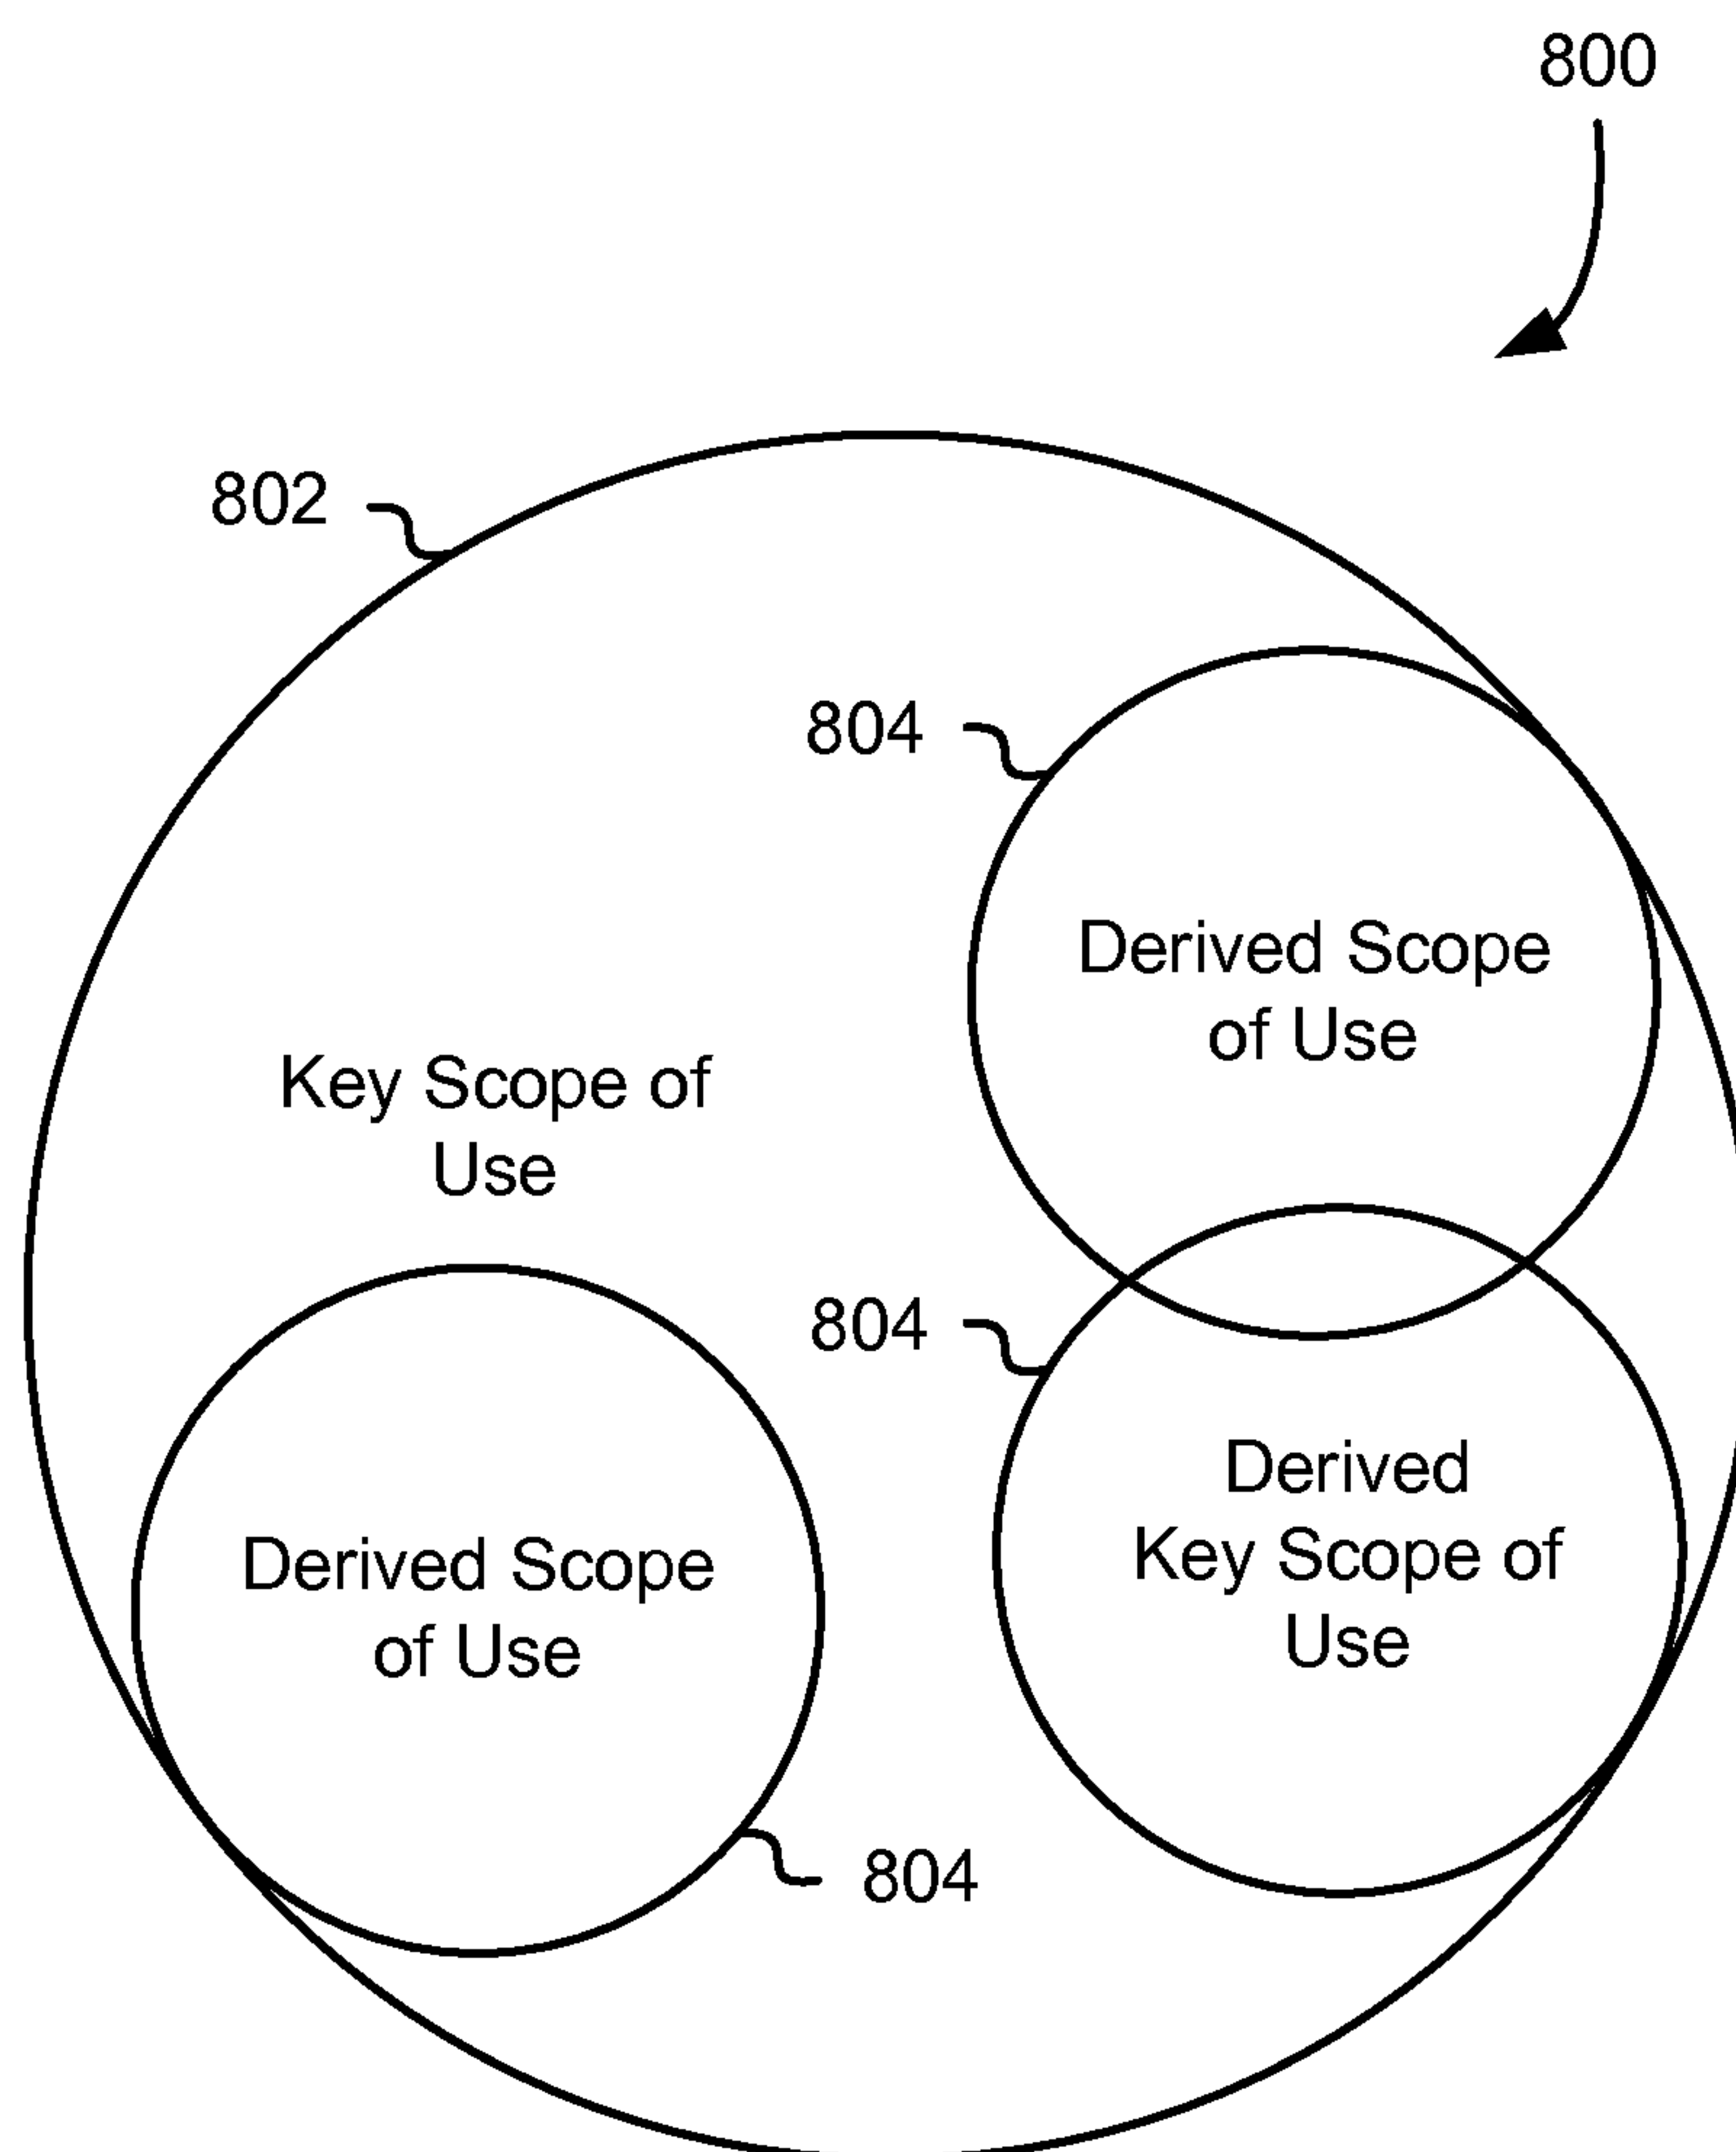 800
802
804
Derived Scope
of Use
Key Scope of
Use
804
Derived
Key Scope of
Use
Derived Scope
of Use
804